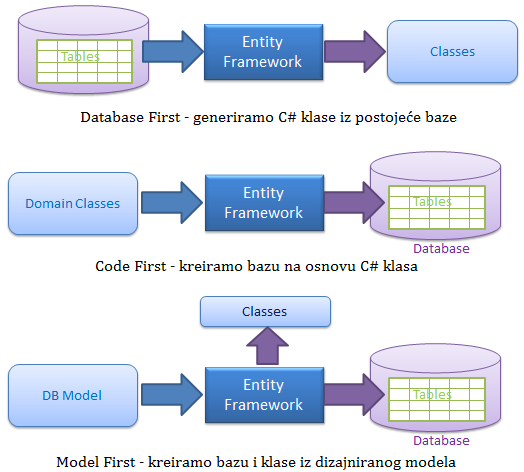 Tables
Entity
Framework
Classes
Database First - generiramo C# klase iz postojeće baze
Domain Classes
Entity
Framework
Tables
Database
Code First - kreiramo bazu na osnovu C# klasa
Classes
DB Model
Entity
Framework
Tables
Database
Model First - kreiramo bazu i klase iz dizajniranog modela